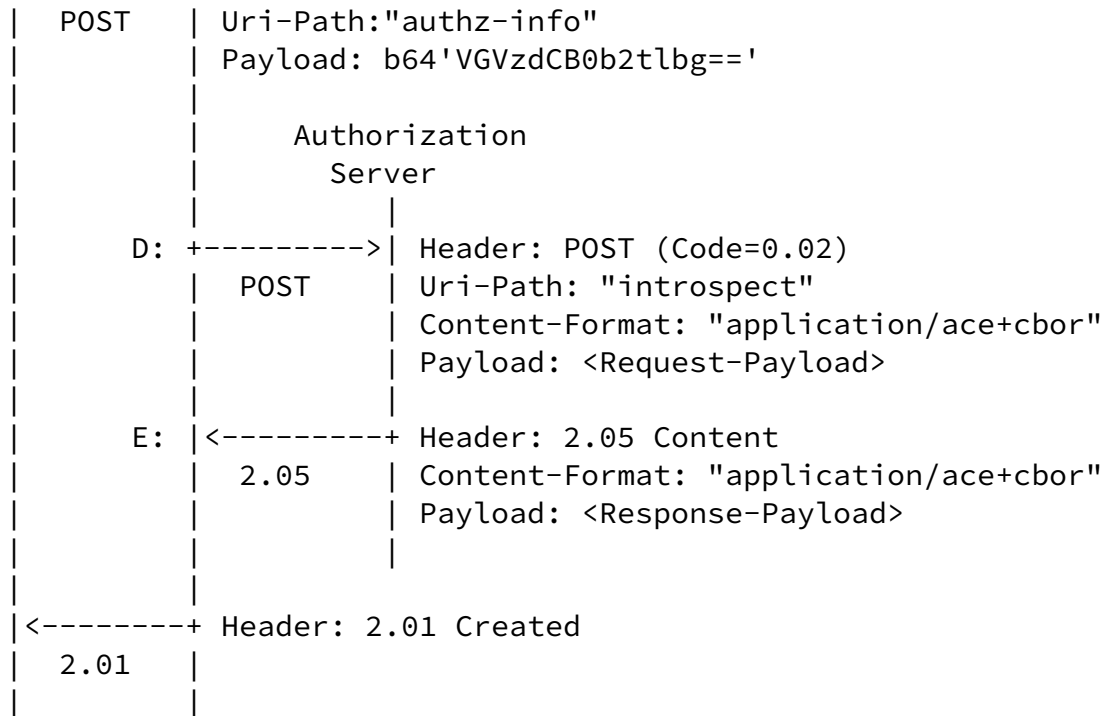 |  POST   | Uri-Path:"authz-info"
|         | Payload: b64'VGVzdCB0b2tlbg=='
|         |
|         |     Authorization
|         |       Server
|         |          |
|      D: +--------->| Header: POST (Code=0.02)
|         |  POST    | Uri-Path: "introspect"
|         |          | Content-Format: "application/ace+cbor"
|         |          | Payload: <Request-Payload>
|         |          |
|      E: |<---------+ Header: 2.05 Content
|         |  2.05    | Content-Format: "application/ace+cbor"
|         |          | Payload: <Response-Payload>
|         |          |
|         |
|<--------+ Header: 2.01 Created
|  2.01   |
|         |